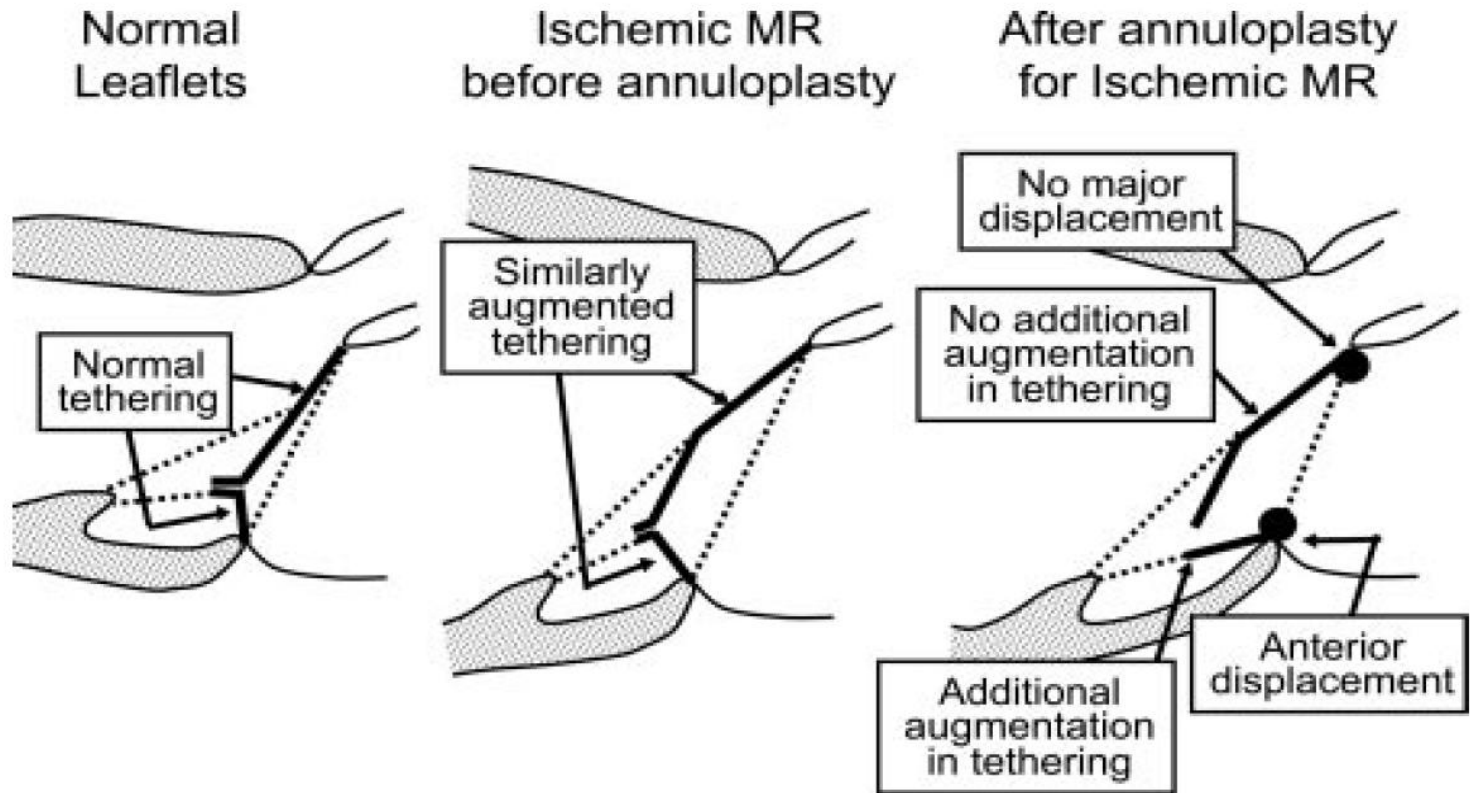 Normal
Leaflets
Ischemic MR
before annuloplasty
After annuloplasty
for Ischemic MR
Normal
tethering
Similarly
augmented
tethering
No major
displacement
No additional
augmentation
in tethering
Additional
augmentation
in tethering
Anterior
displacement